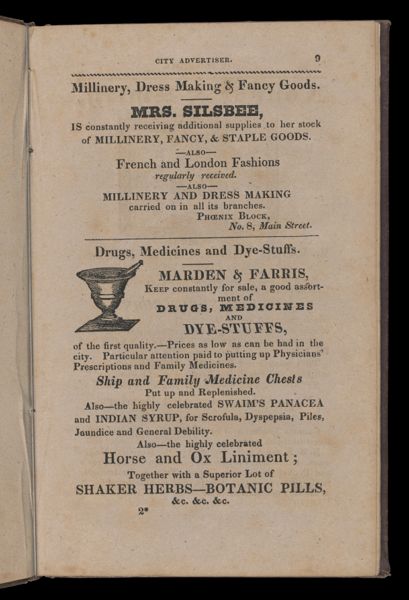 CITY ADVERTISER. 9
Millinery, Dress Making & Fancy Goods.
MRS. SILSBEE,
IS constantly receiving additional supplies to her stock
of MILLINERY, FANCY, & STAPLE GOODS.
—ALSO—
French and London Fashions
regularly received.
—ALSO—
MILLINERY AND DRESS MAKING
carried on in all its branches.
PHŒNIX BLOCK,
No. 8, Main Street.
Drugs, Medicines and Dye-Stuffs.
MARDEN & FARRIS,
KEEP constantly for sale, a good assort-
ment of
DRUGS, MEDICINES
AND
DYE-STUFFS,
of the first quality.—Prices as low as can be had in the
city. Particular attention paid to putting up Physicians'
Prescriptions and Family Medicines.
Ship and Family Medicine Chests
Put up and Replenished.
Also—the highly celebrated SWAIM'S PANACEA
and INDIAN SYRUP, for Scrofula, Dyspepsia, Piles,
Jaundice and General Debility.
Also—the highly celebrated
Horse and Ox Liniment;
Together with a Superior Lot of
SHAKER HERBS—BOTANIC PILLS,
&c. &c. &c.
2*